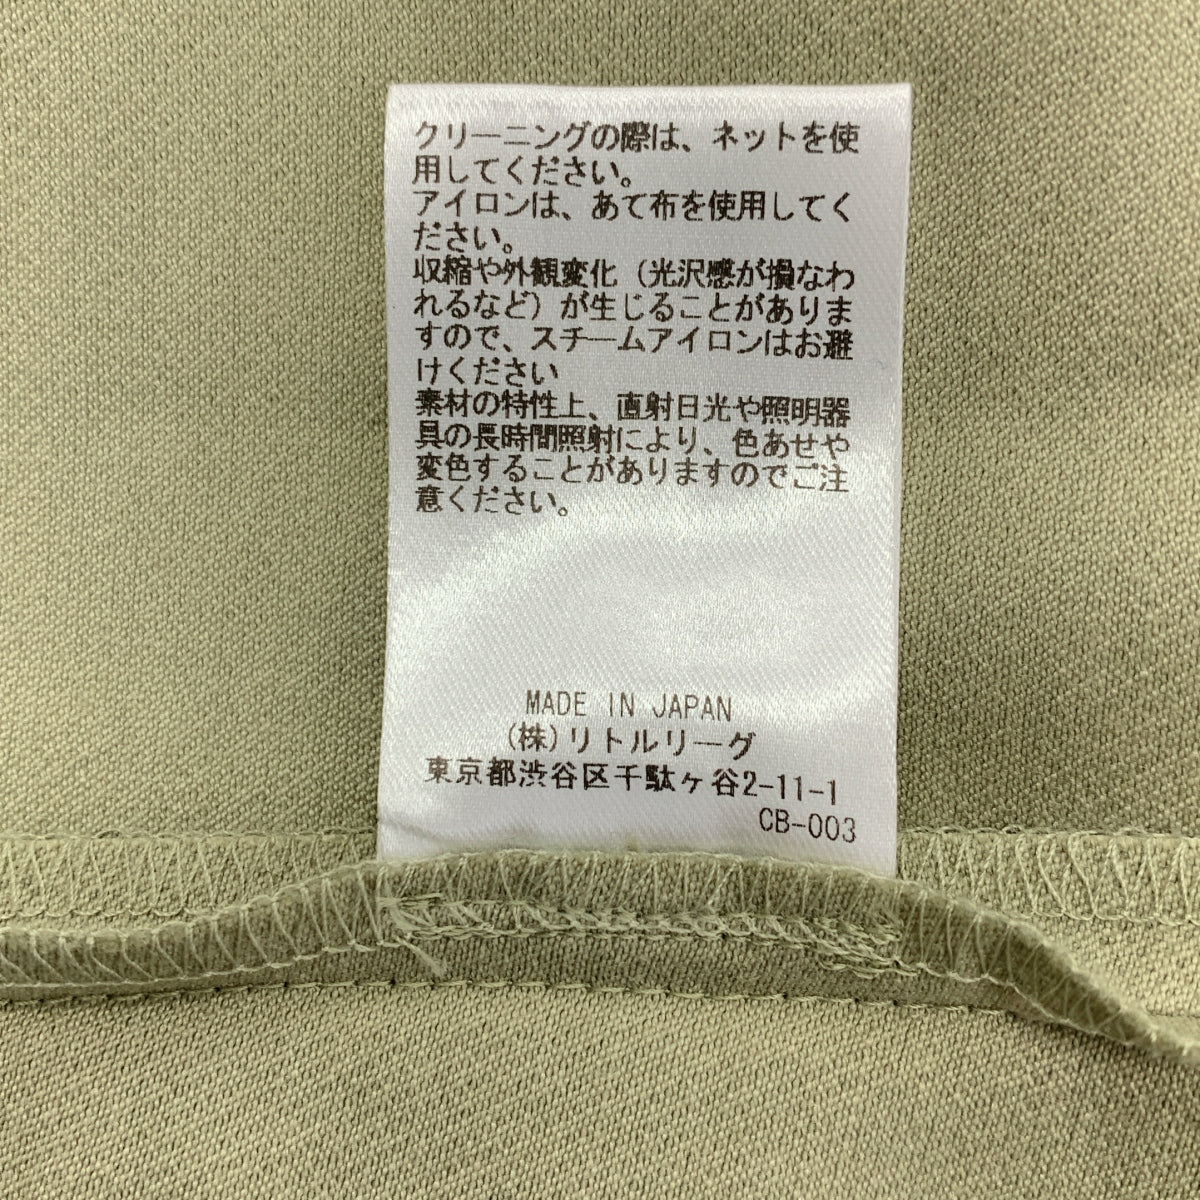 クリーニングの際は、ネットを使
用してください。
アイロンは、あて布を使用してく
ださい。
収縮や外観変化（光沢感が損なわ
れるなど）が生じることがありま
すので、スチームアイロンはお避
けください
素材の特性上、直射日光や照明器
具の長時間照射により、色あせや
変色することがありますのでご注
意ください。
MADE IN JAPAN
(株)リトルリーグ
東京都渋谷区千駄ヶ谷2-11-1
CB-003